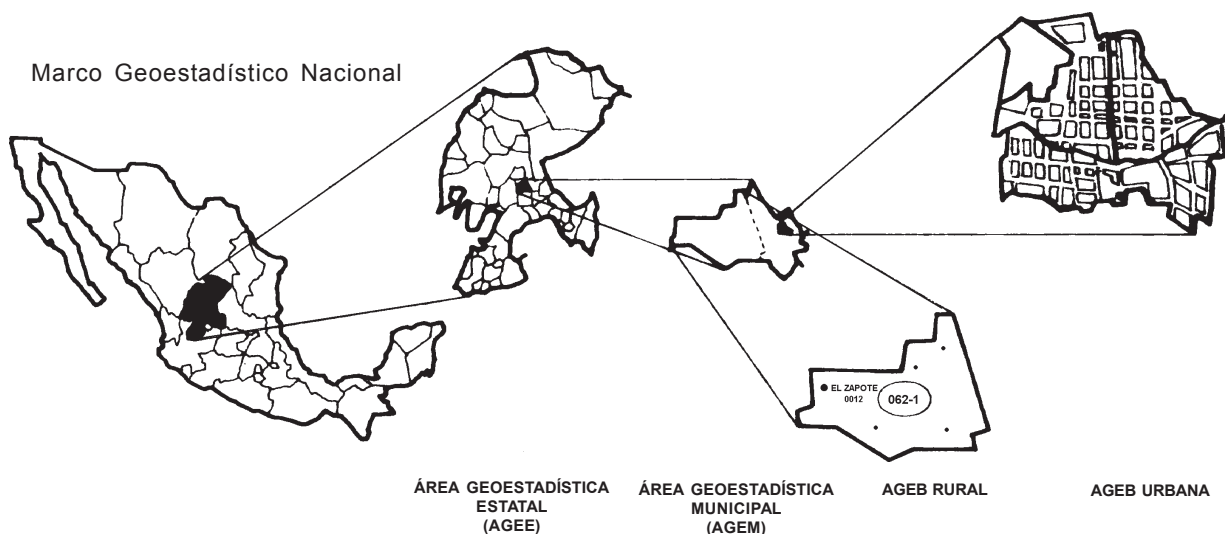 Marco Geoestadístico Nacional
EL ZAPOTE
0012
062-1
ÁREA GEOESTADÍSTICA
ESTATAL
(AGEE)
ÁREA GEOESTADÍSTICA
MUNICIPAL
(AGEM)
AGEB RURAL
AGEB URBANA